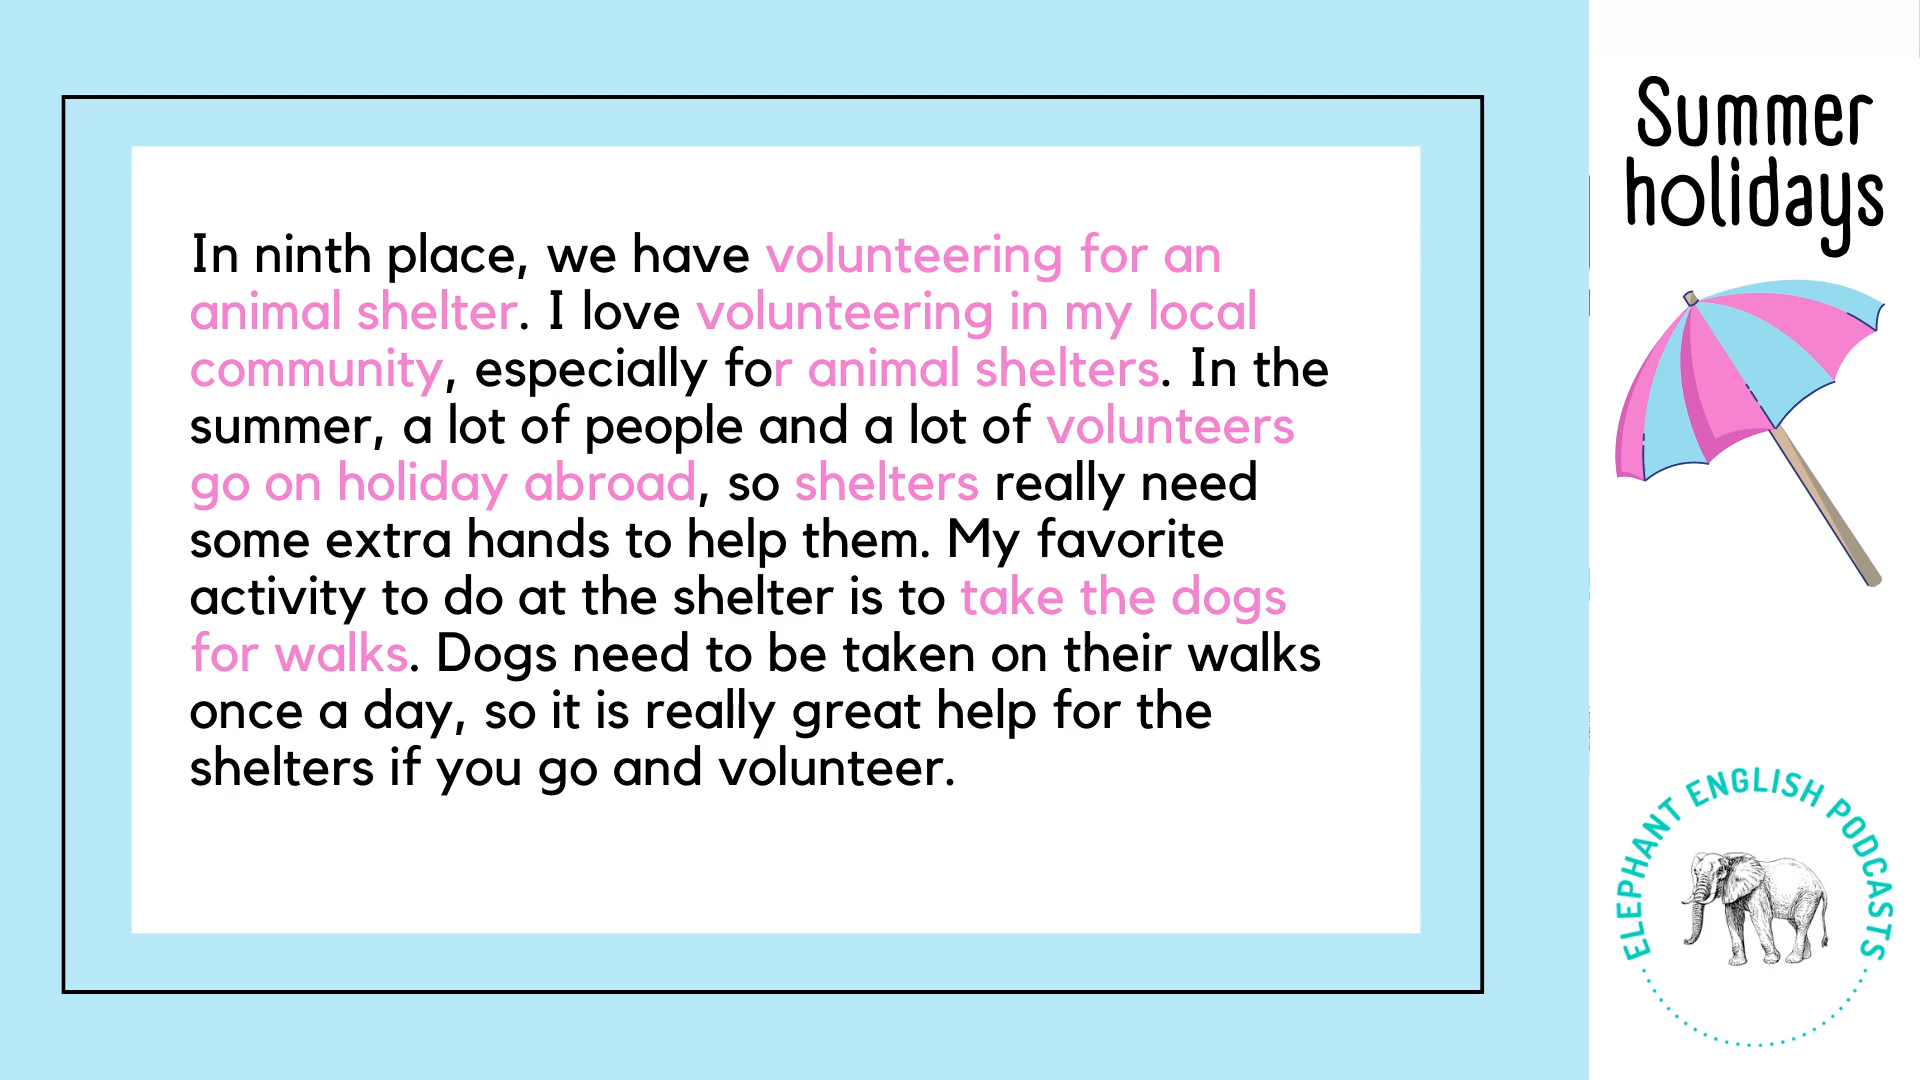 In ninth place, we have volunteering for an
animal shelter. I love volunteering in my local
community, especially for animal shelters. In the
summer, a lot of people and a lot of volunteers
go on holiday abroad, so shelters really need
some extra hands to help them. My favorite
activity to do at the shelter is to take the dogs
for walks. Dogs need to be taken on their walks
once a day, so it is really great help for the
shelters if you go and volunteer.
Summer
holidays
ELEPHANT ENGLISH PODCASTS